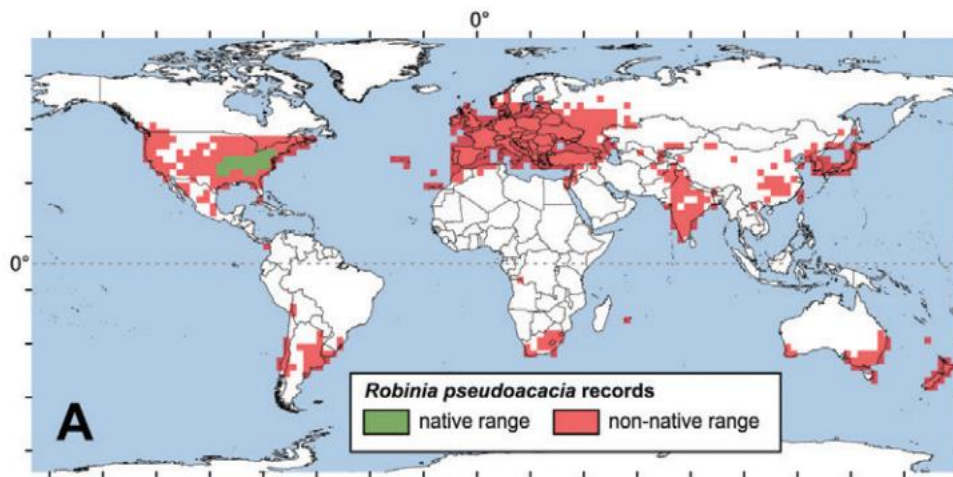 0°
0°
A
Robinia pseudoacacia records
native range
non-native range